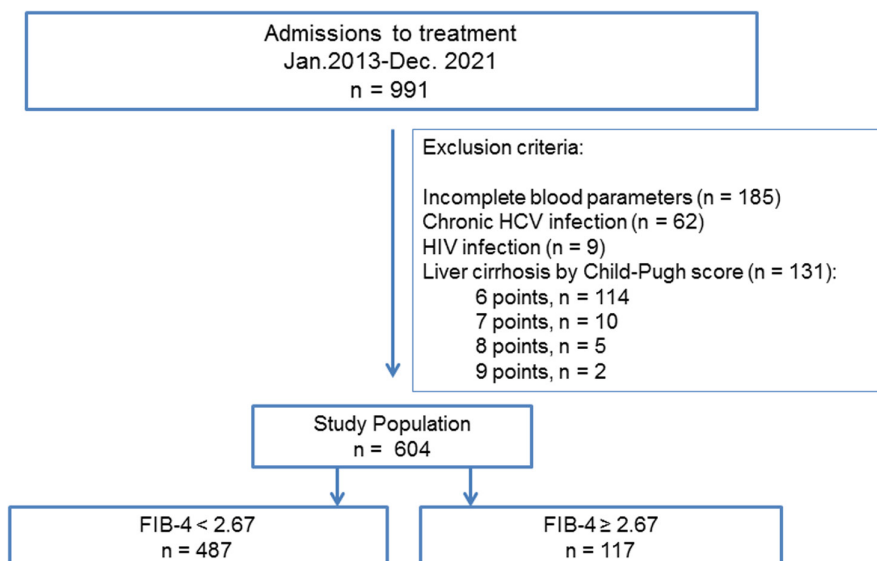 Admissions to treatment
Jan.2013-Dec. 2021
n = 991
Exclusion criteria:
Incomplete blood parameters (n = 185)
Chronic HCV infection (n = 62)
HIV infection (n = 9)
Liver cirrhosis by Child-Pugh score (n = 131):
6 points, n = 114
7 points, n = 10
8 points, n = 5
9 points, n = 2
Study Population
n = 604
FIB-4 < 2.67
n = 487
FIB-4 ≥ 2.67
n = 117